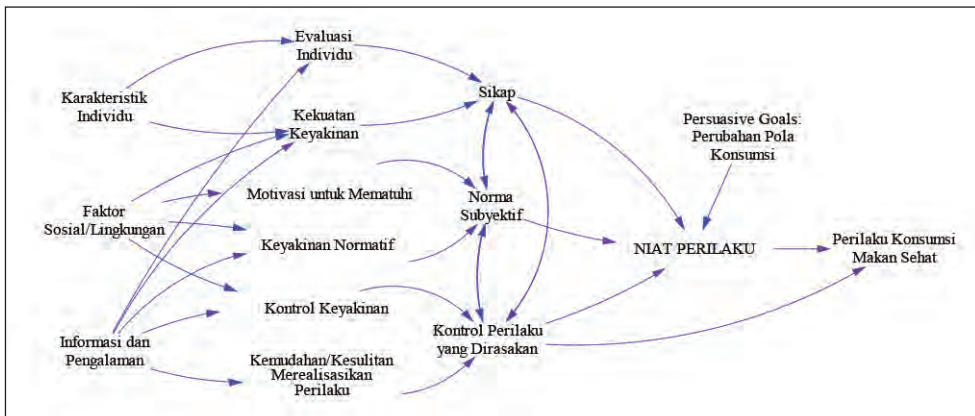 Evaluasi
Individu
Karakteristik
Individu
Kekuatan
Keyakinan
Sikap
Persuasive Goals:
Perubahan Pola
Konsumsi
Motivasi untuk Mematuhi
Norma
Subyektif
Faktor
Sosial/Lingkungan
Keyakinan Normatif
NIAT PERILAKU
Perilaku Konsumsi
Makan Sehat
Kontrol Keyakinan
Kontrol Perilaku
yang Dirasakan
Informasi dan
Pengalaman
Kemudahan/Kesulitan
Merealisasikan
Perilaku